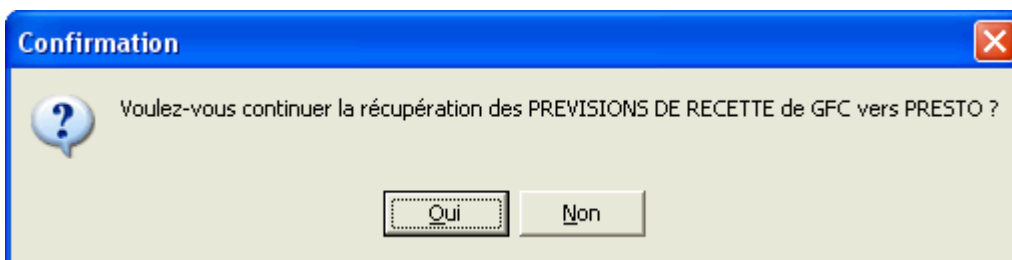 Confirmation
Voulez-vous continuer la récupération des PREVISIONS DE RECETTE de GFC vers PRESTO ?
Oui
Non